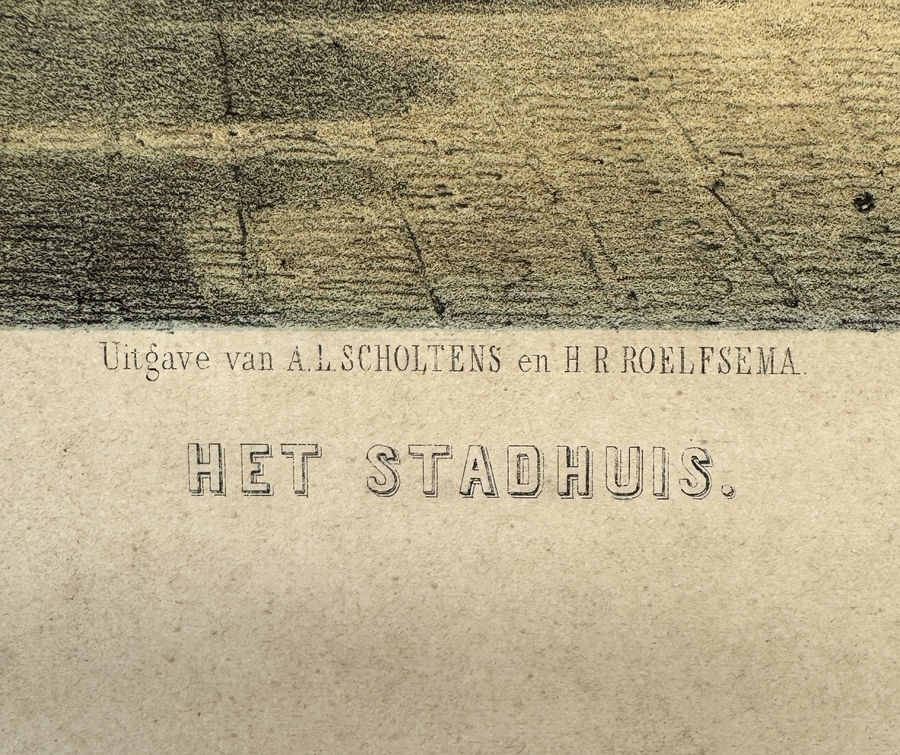 Uitgave van A.L. SCHOLTENS en H R ROELFSEMA.
HET STADHUIS.